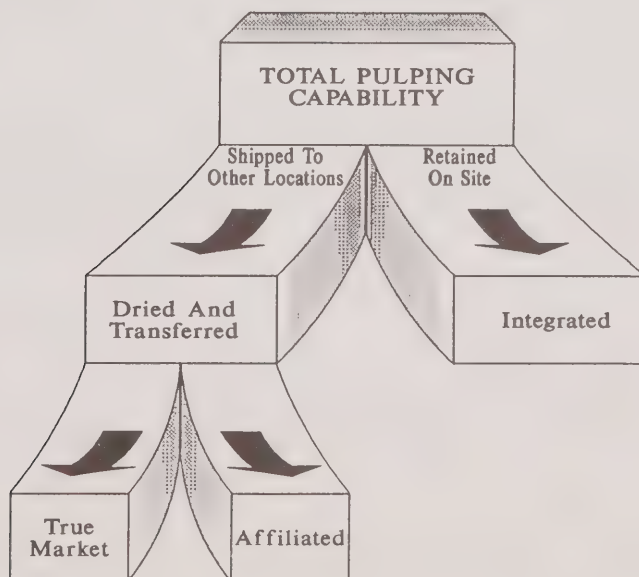 TOTAL PULPING
CAPABILITY
Shipped To
Other Locations
Retained
On Site
Dried And
Transferred
Integrated
True
Market
Affiliated